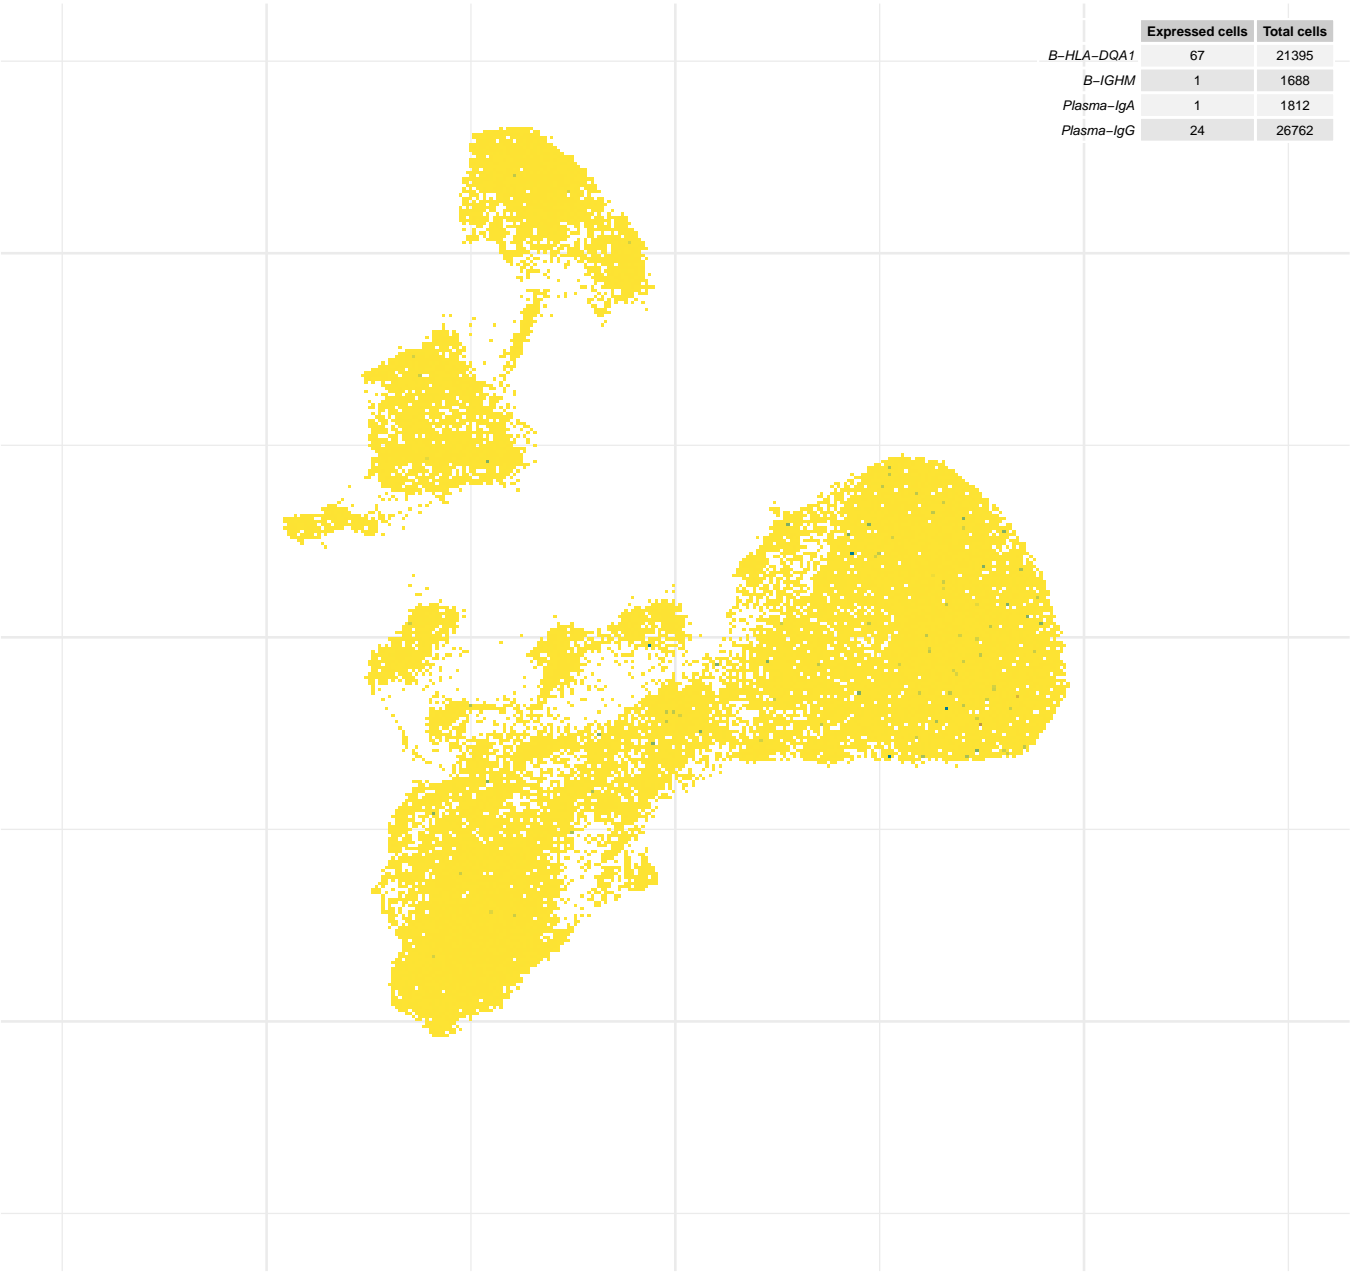 Expressed cells Total cells
B−HLA−DQA1 67 21395
B−IGHM 1 1688
Plasma−IgA 1 1812
Plasma−IgG 24 26762